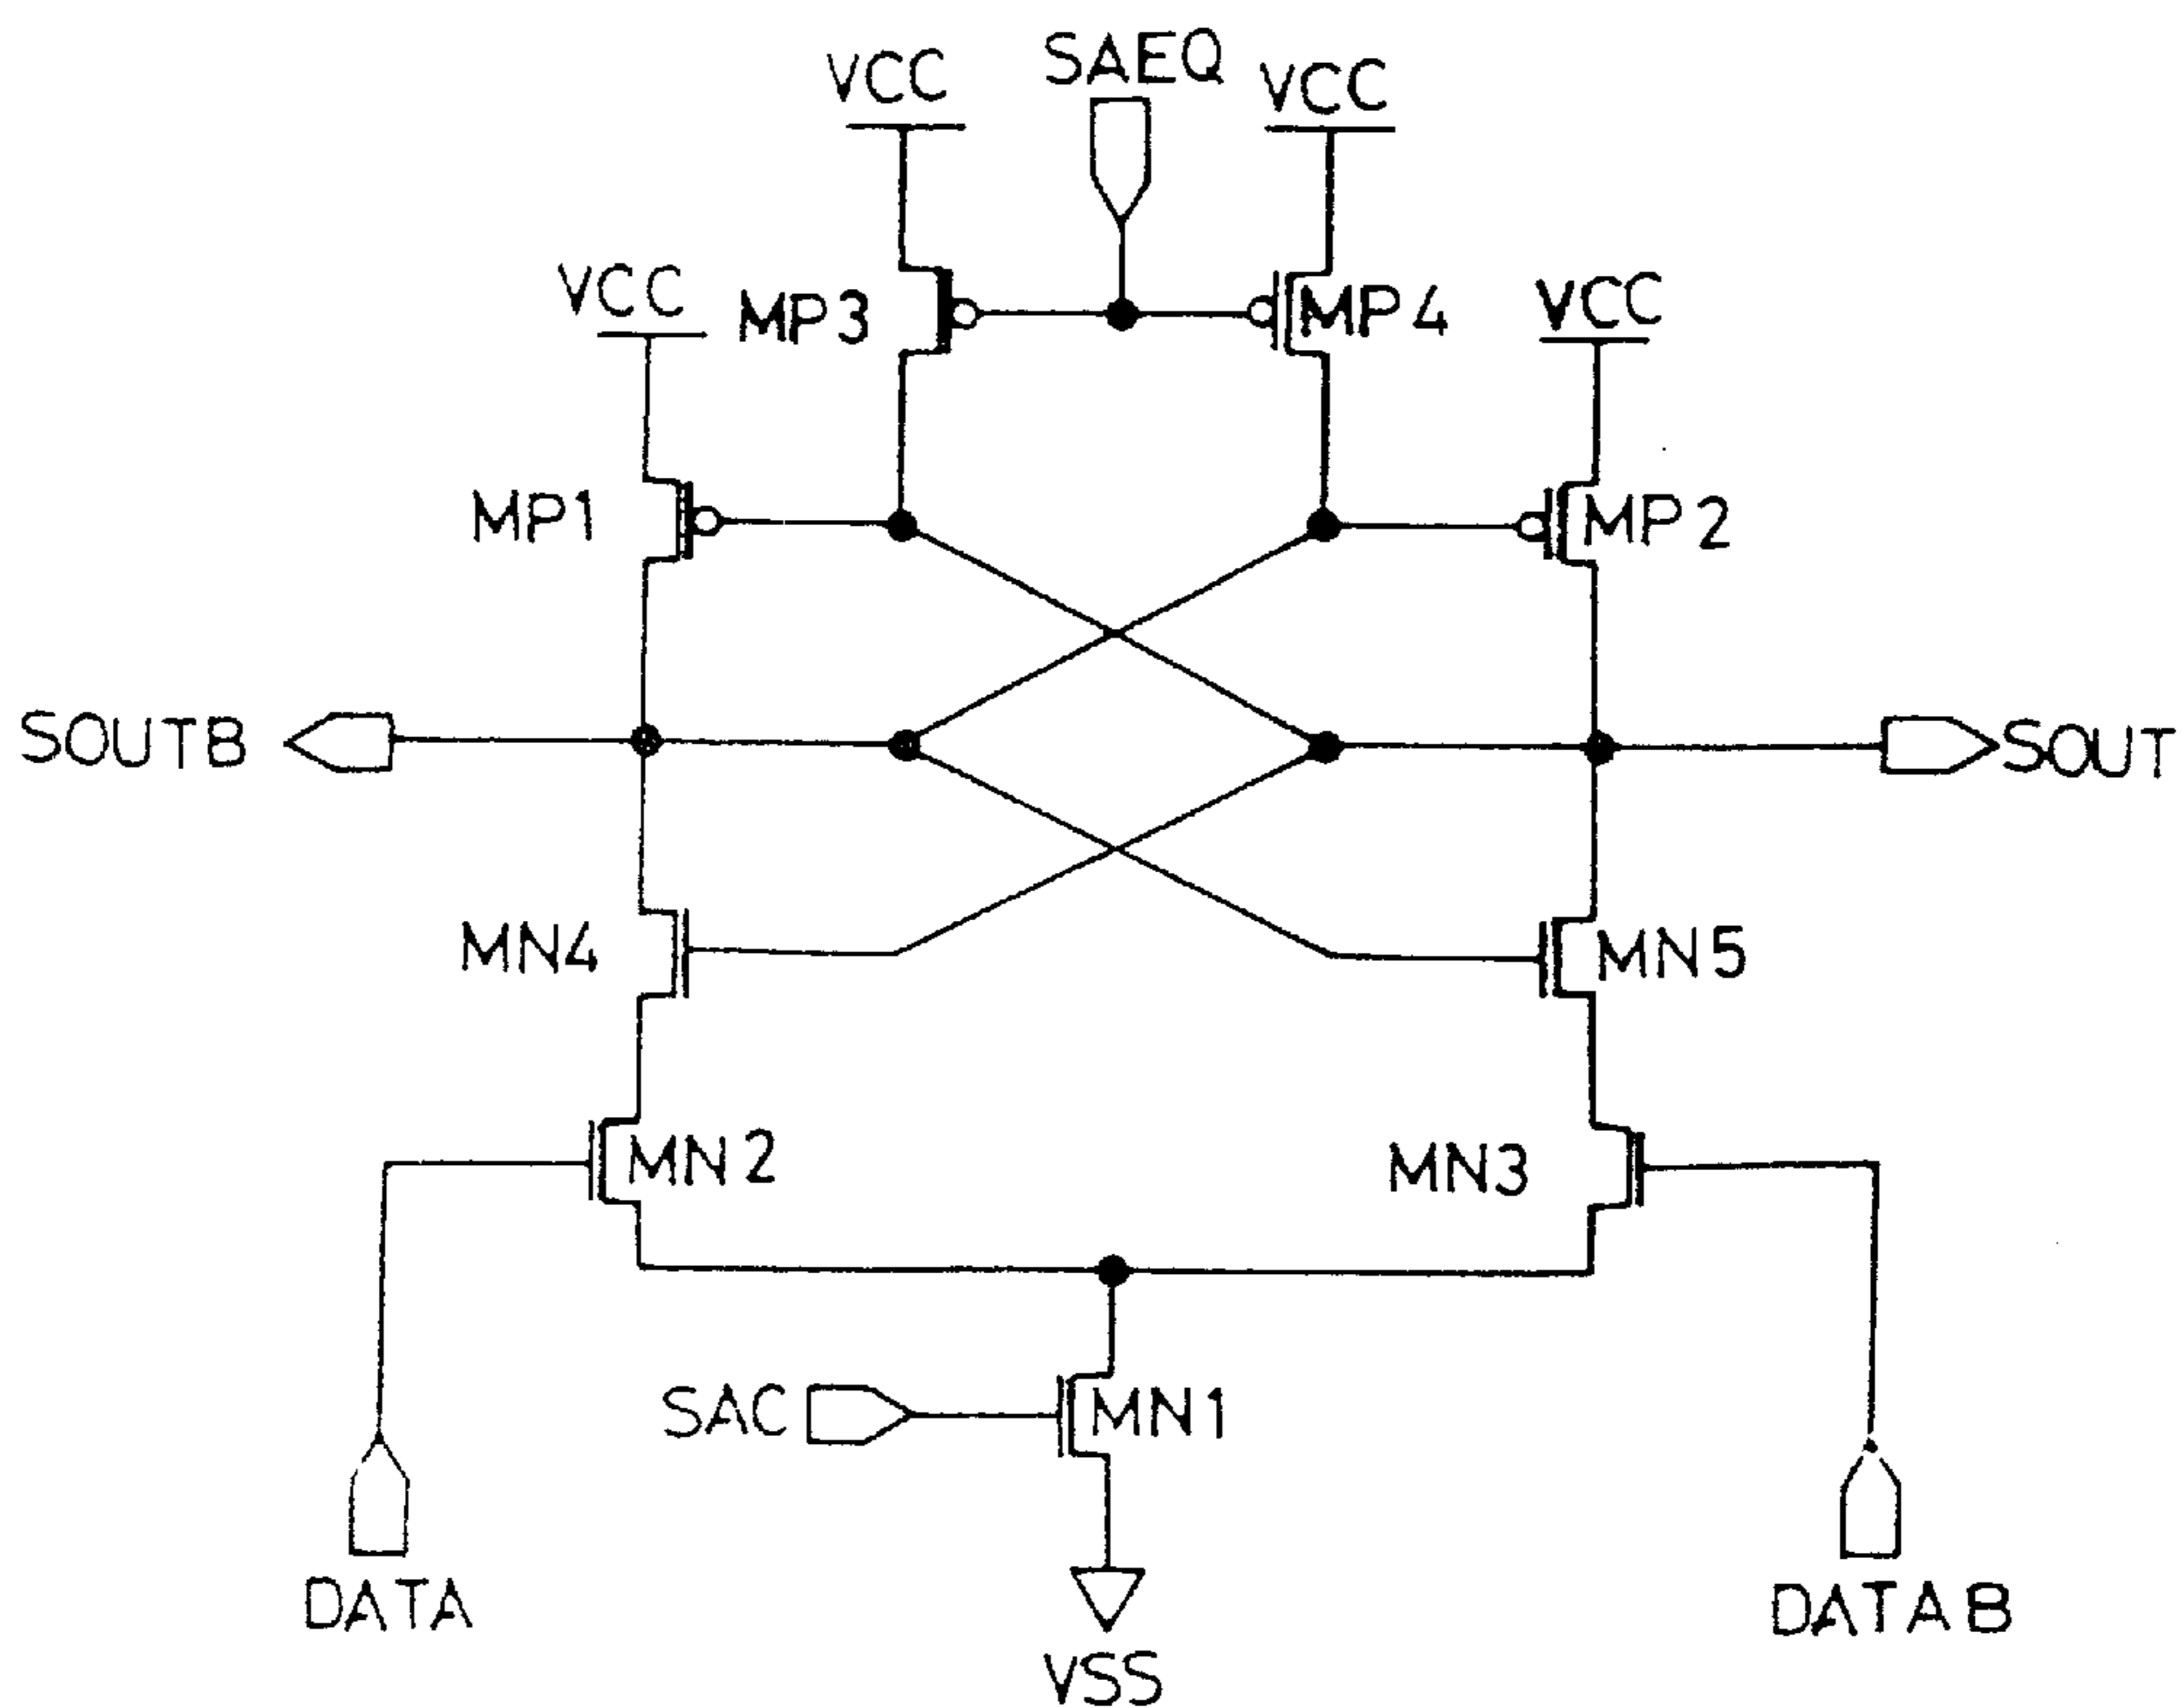 SAEQ
VCC
VCC
VCC
MP3
MP4
VCC
MP1
MP2
SOUTB
SOUT
MN4
MN5
MN2
MN3
SAC
MN1
DATA
DATAB
VSS